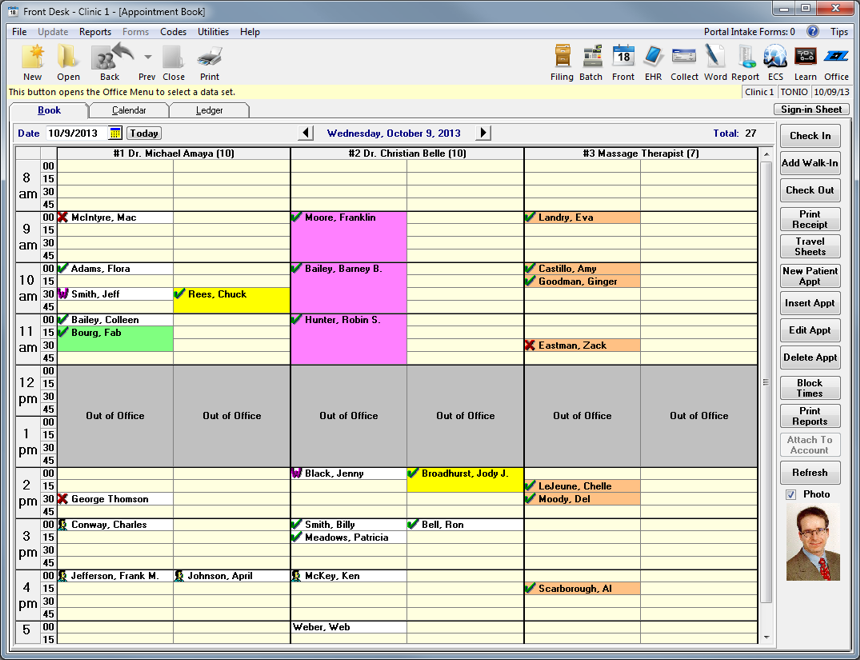 Front Desk - Clinic 1 - [Appointment Book]
File Update Reports Forms Codes Utilities Help Portal Intake Forms: 0 ? Tips
18
New Open Back Prev Close Print Filing Batch Front EHR Collect Word Report ECS Learn Office
This button opens the Office Menu to select a data set. Clinic 1 TONIO 10/09/13
Book Calendar Ledger Sign-in Sheet
Date 10/9/2013 Today Wednesday, October 9, 2013 Total: 27
#1 Dr. Michael Amaya (10) #2 Dr. Christian Belle (10) #3 Massage Therapist (7)
8 am
00
15
30
45
9 am
00 McIntyre, Mac Moore, Franklin Landry, Eva
15
30
45
10 am
00 Adams, Flora Bailey, Barney B. Castillo, Amy
15 Goodman, Ginger
30 W Smith, Jeff Rees, Chuck
45
11 am
00 Bailey, Colleen Hunter, Robin S.
15 Bourg, Fab
30 Eastman, Zack
45
12 pm
00
15
30
45
Out of Office Out of Office Out of Office Out of Office Out of Office Out of Office
1 pm
00
15
30
45
2 pm
00 W Black, Jenny Broadhurst, Jody J.
15 LeJeune, Chelle
30 George Thomson Moody, Del
45
3 pm
00 Conway, Charles Smith, Billy Bell, Ron
15 Meadows, Patricia
30
45
4 pm
00 Jefferson, Frank M. Johnson, April McKey, Ken
15 Scarborough, Al
30
45
5
00 Weber, Web
15
Check In
Add Walk-In
Check Out
Print
Receipt
Travel
Sheets
New Patient
Appt
Insert Appt
Edit Appt
Delete Appt
Block
Times
Print
Reports
Attach To
Account
Refresh
Photo